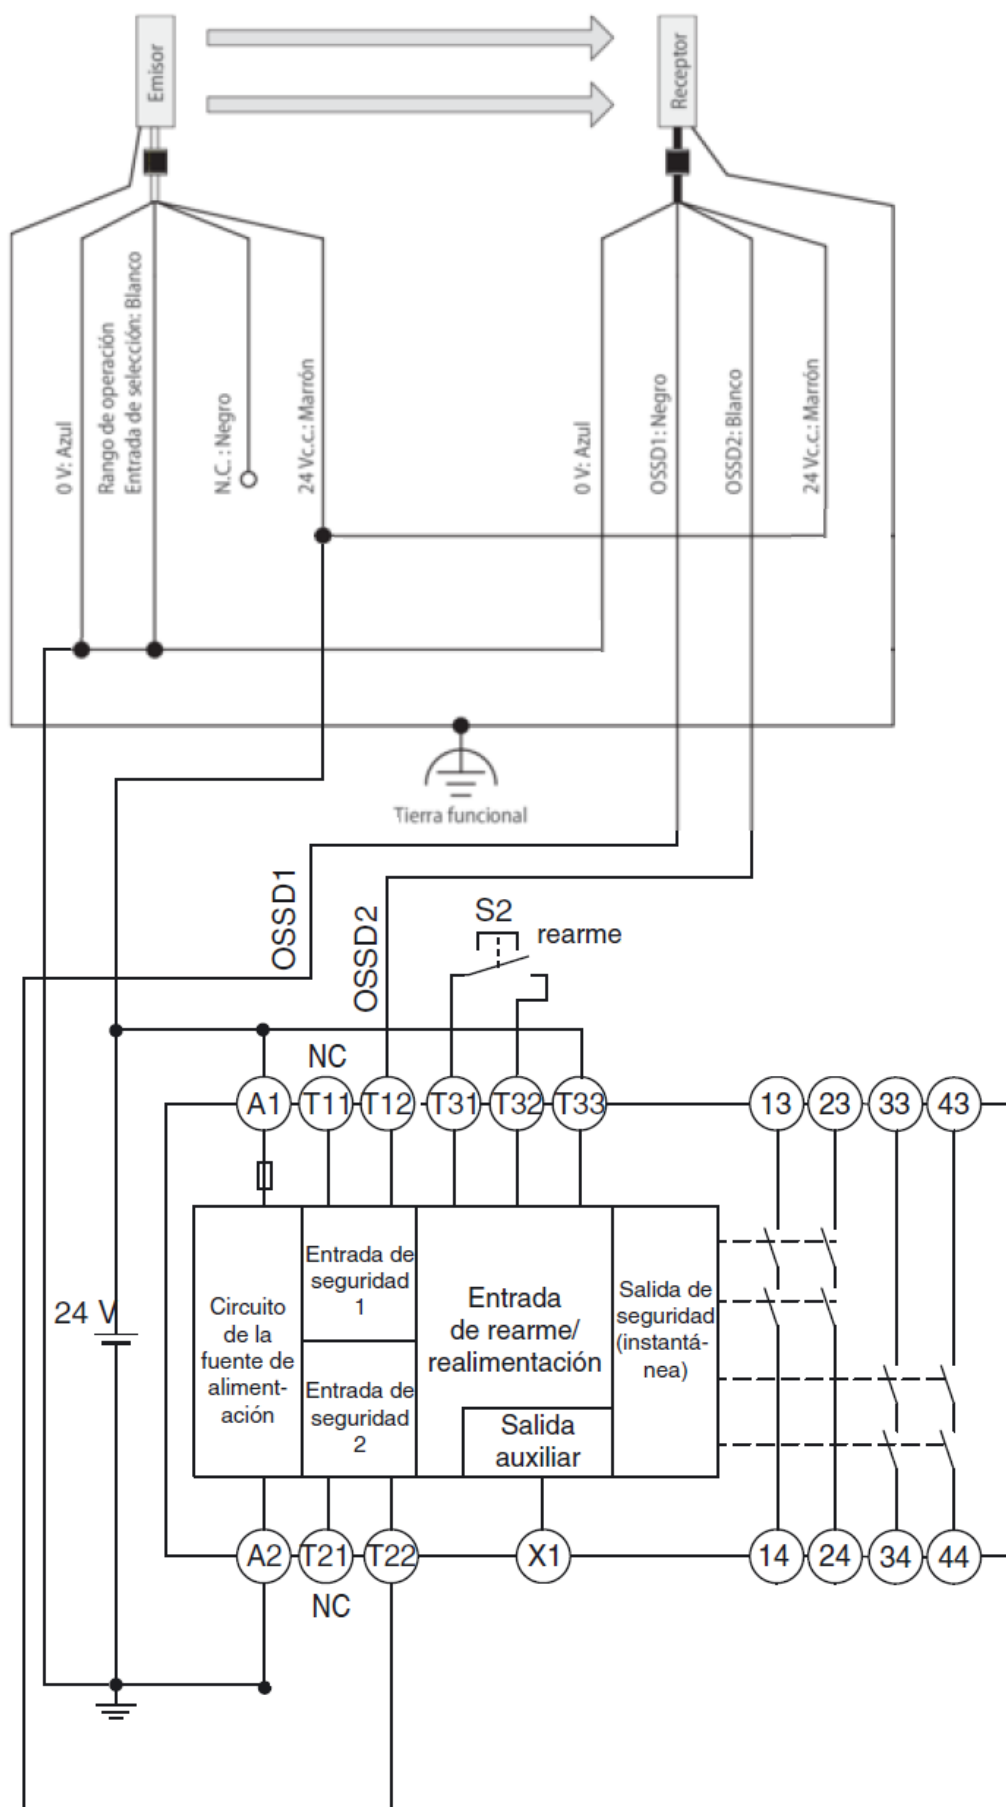 Emisor
Receptor
0 V: Azul
Rango de operación
Entrada de selección: Blanco
N.C. : Negro
24 Vc.c.: Marrón
0 V: Azul
OSSD1: Negro
OSSD2: Blanco
24 Vc.c.: Marrón
Tierra funcional
OSSD1
OSSD2
S2
rearme
NC
A1
T11
T12
T31
T32
T33
13
23
33
43
24 V
Circuito
de la
fuente de
aliment-
ación
Entrada de
seguridad
1
Entrada de
seguridad
2
Entrada
de rearme/
realimentación
Salida
auxiliar
Salida de
seguridad
(instantá-
nea)
A2
T21
T22
X1
14
24
34
44
NC